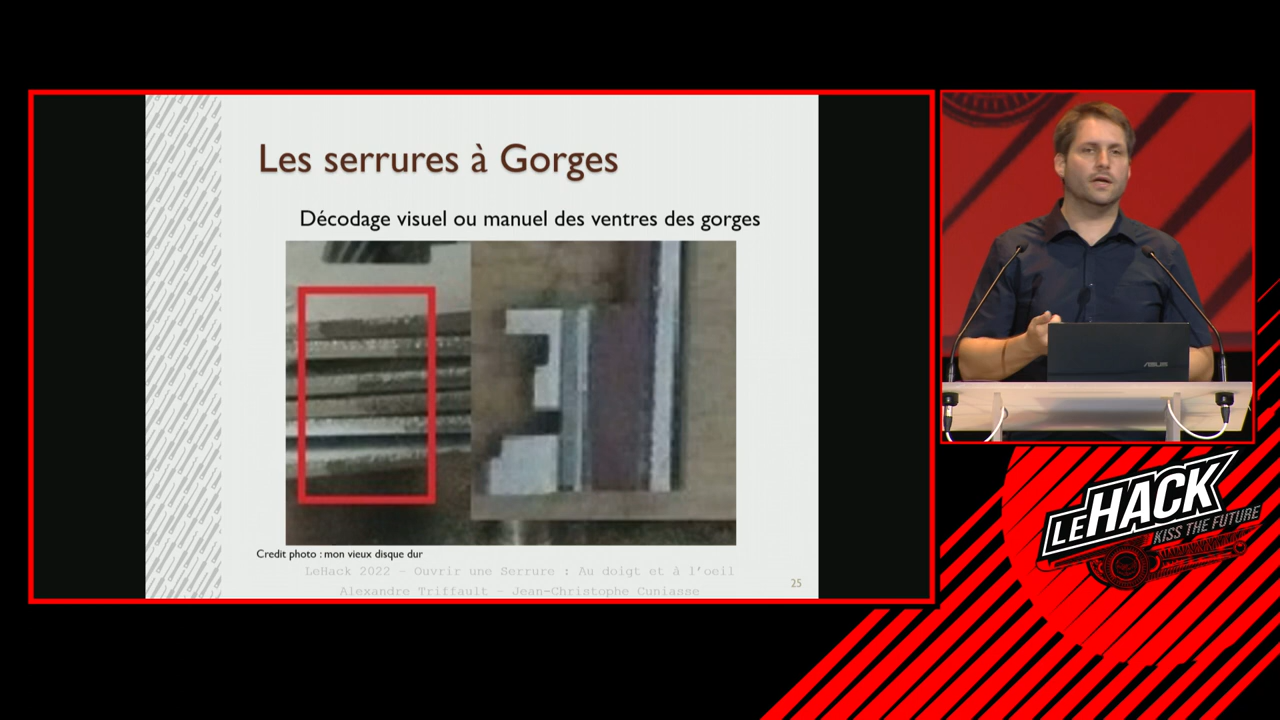 Les serrures à Gorges
Décodage visuel ou manuel des ventres des gorges
Credit photo : mon vieux disque dur
LeHack 2022 – Ouvrir une Serrure : Au doigt et à l’oeil
Alexandre Triffault – Jean-Christophe Cuniasse
25
ASUS
LEHACK
KISS THE FUTURE